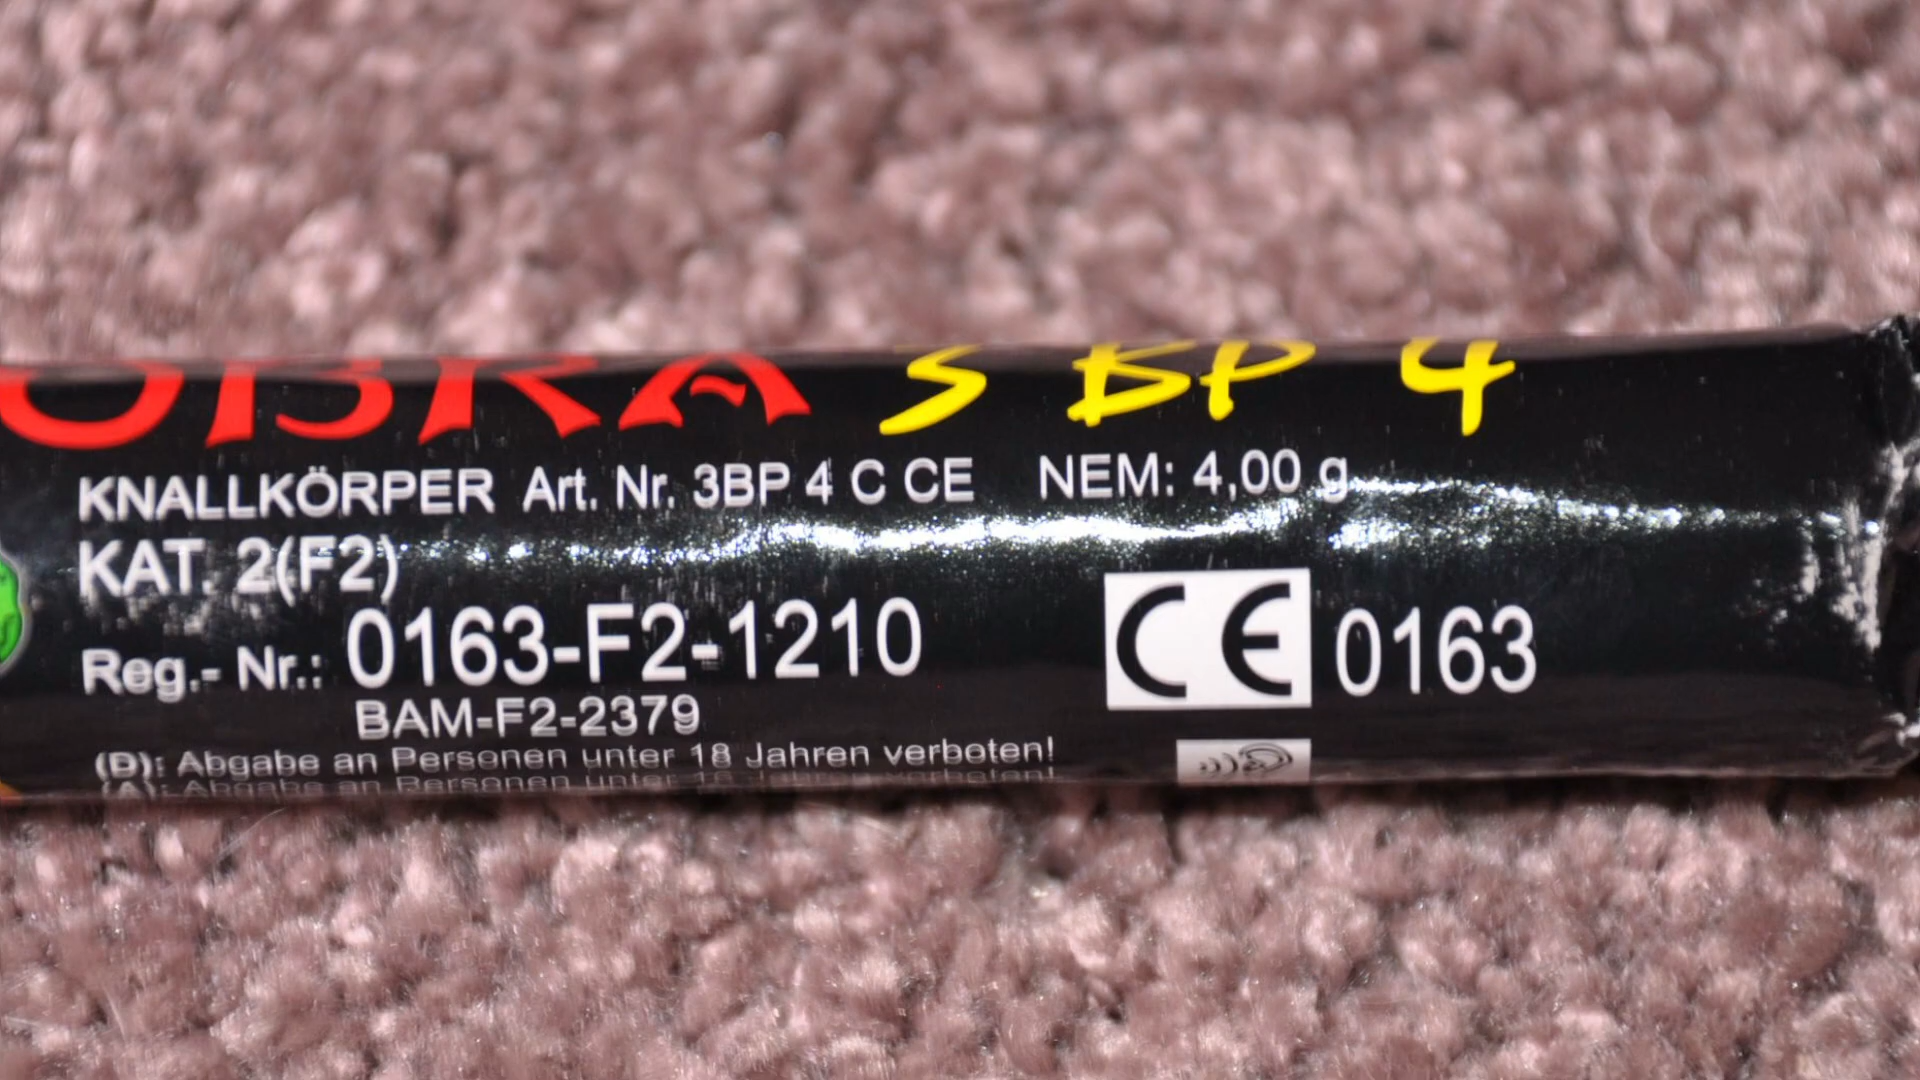 OBRA S BP 4
KNALLKÖRPER Art. Nr. 3BP 4 C CE NEM: 4,00 g
KAT. 2(F2)
Reg.- Nr.: 0163-F2-1210
CE 0163
BAM-F2-2379
(D): Abgabe an Personen unter 18 Jahren verboten!
(A): Abgabe an Personen unter 18 Jahren verboten!